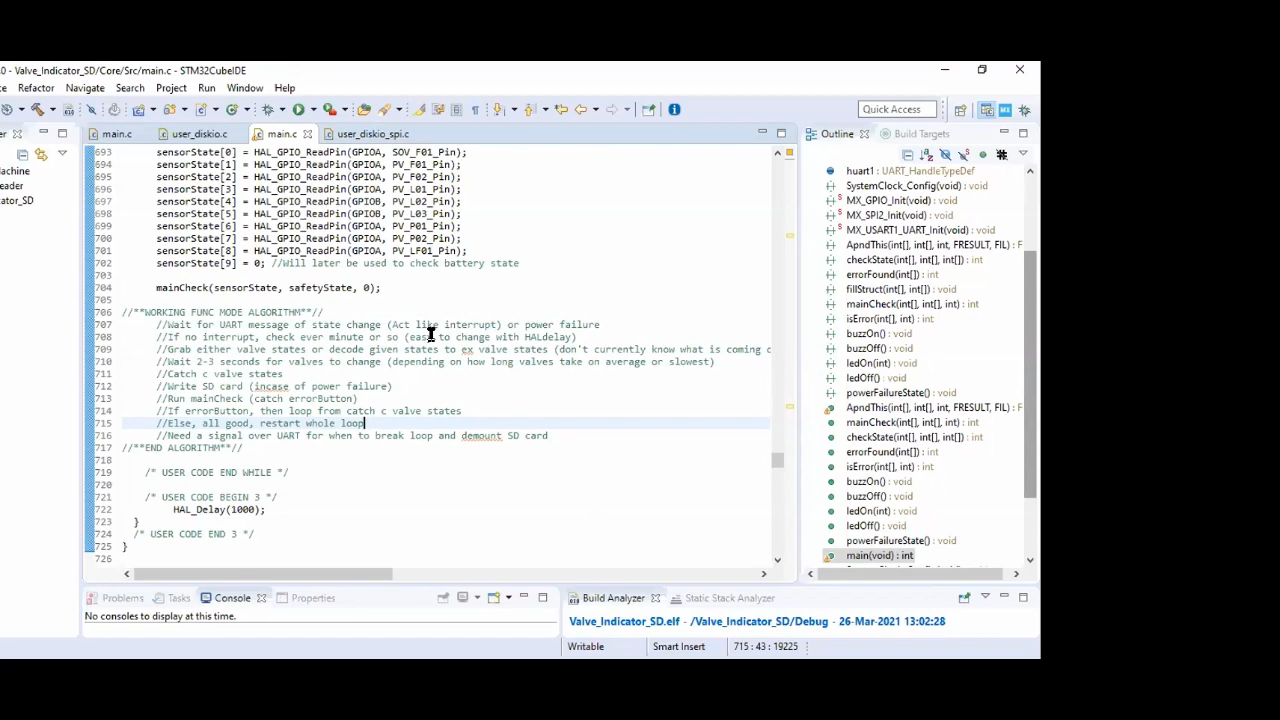 .0 - Valve_Indicator_SD/Core/Src/main.c - STM32CubeIDE
Refactor Navigate Search Project Run Window Help
Quick Access
main.c user_diskio.c main.c user_diskio_spi.c
693 sensorState[0] = HAL_GPIO_ReadPin(GPIOA, SOV_F01_Pin);
694 sensorState[1] = HAL_GPIO_ReadPin(GPIOA, PV_F01_Pin);
695 sensorState[2] = HAL_GPIO_ReadPin(GPIOA, PV_F02_Pin);
696 sensorState[3] = HAL_GPIO_ReadPin(GPIOA, PV_L01_Pin);
697 sensorState[4] = HAL_GPIO_ReadPin(GPIOB, PV_L02_Pin);
698 sensorState[5] = HAL_GPIO_ReadPin(GPIOB, PV_L03_Pin);
699 sensorState[6] = HAL_GPIO_ReadPin(GPIOA, PV_P01_Pin);
700 sensorState[7] = HAL_GPIO_ReadPin(GPIOA, PV_P02_Pin);
701 sensorState[8] = HAL_GPIO_ReadPin(GPIOA, PV_LF01_Pin);
702 sensorState[9] = 0; //Will later be used to check battery state
703
704 mainCheck(sensorState, safetyState, 0);
705
706 //**WORKING FUNC MODE ALGORITHM**//
707 //Wait for UART message of state change (Act like interrupt) or power failure
708 //If no interrupt, check ever minute or so (easy to change with HALdelay)
709 //Grab either valve states or decode given states to ex valve states (don't currently know what is coming c
710 //Wait 2-3 seconds for valves to change (depending on how long valves take on average or slowest)
711 //Catch c valve states
712 //Write SD card (incase of power failure)
713 //Run mainCheck (catch errorButton)
714 //If errorButton, then loop from catch c valve states
715 //Else, all good, restart whole loop
716 //Need a signal over UART for when to break loop and demount SD card
717 //**END ALGORITHM**//
718
719 /* USER CODE END WHILE */
720
721 /* USER CODE BEGIN 3 */
722 HAL_Delay(1000);
723 }
724 /* USER CODE END 3 */
725 }
726
Outline Build Targets
huart1 : UART_HandleTypeDef
SystemClock_Config(void) : void
MX_GPIO_Init(void) : void
MX_SPI2_Init(void) : void
MX_USART1_UART_Init(void) : void
ApndThis(int[], int[], int, FRESULT, FIL) : F
checkState(int[], int[]) : int
errorFound(int[]) : int
fillStruct(int[], int[]) : int
mainCheck(int[], int[], int) : int
isError(int[], int) : int
buzzOn() : void
buzzOff() : void
ledOn(int) : void
ledOff() : void
powerFailureState() : void
ApndThis(int[], int[], int, FRESULT, FIL) : F
mainCheck(int[], int[], int) : int
checkState(int[], int[]) : int
errorFound(int[]) : int
isError(int[], int) : int
buzzOn() : void
buzzOff() : void
ledOn(int) : void
ledOff() : void
powerFailureState() : void
main(void) : int
Problems Tasks Console Properties
No consoles to display at this time.
Build Analyzer Static Stack Analyzer
Valve_Indicator_SD.elf - /Valve_Indicator_SD/Debug - 26-Mar-2021 13:02:28
Writable Smart Insert 715 : 43 : 19225